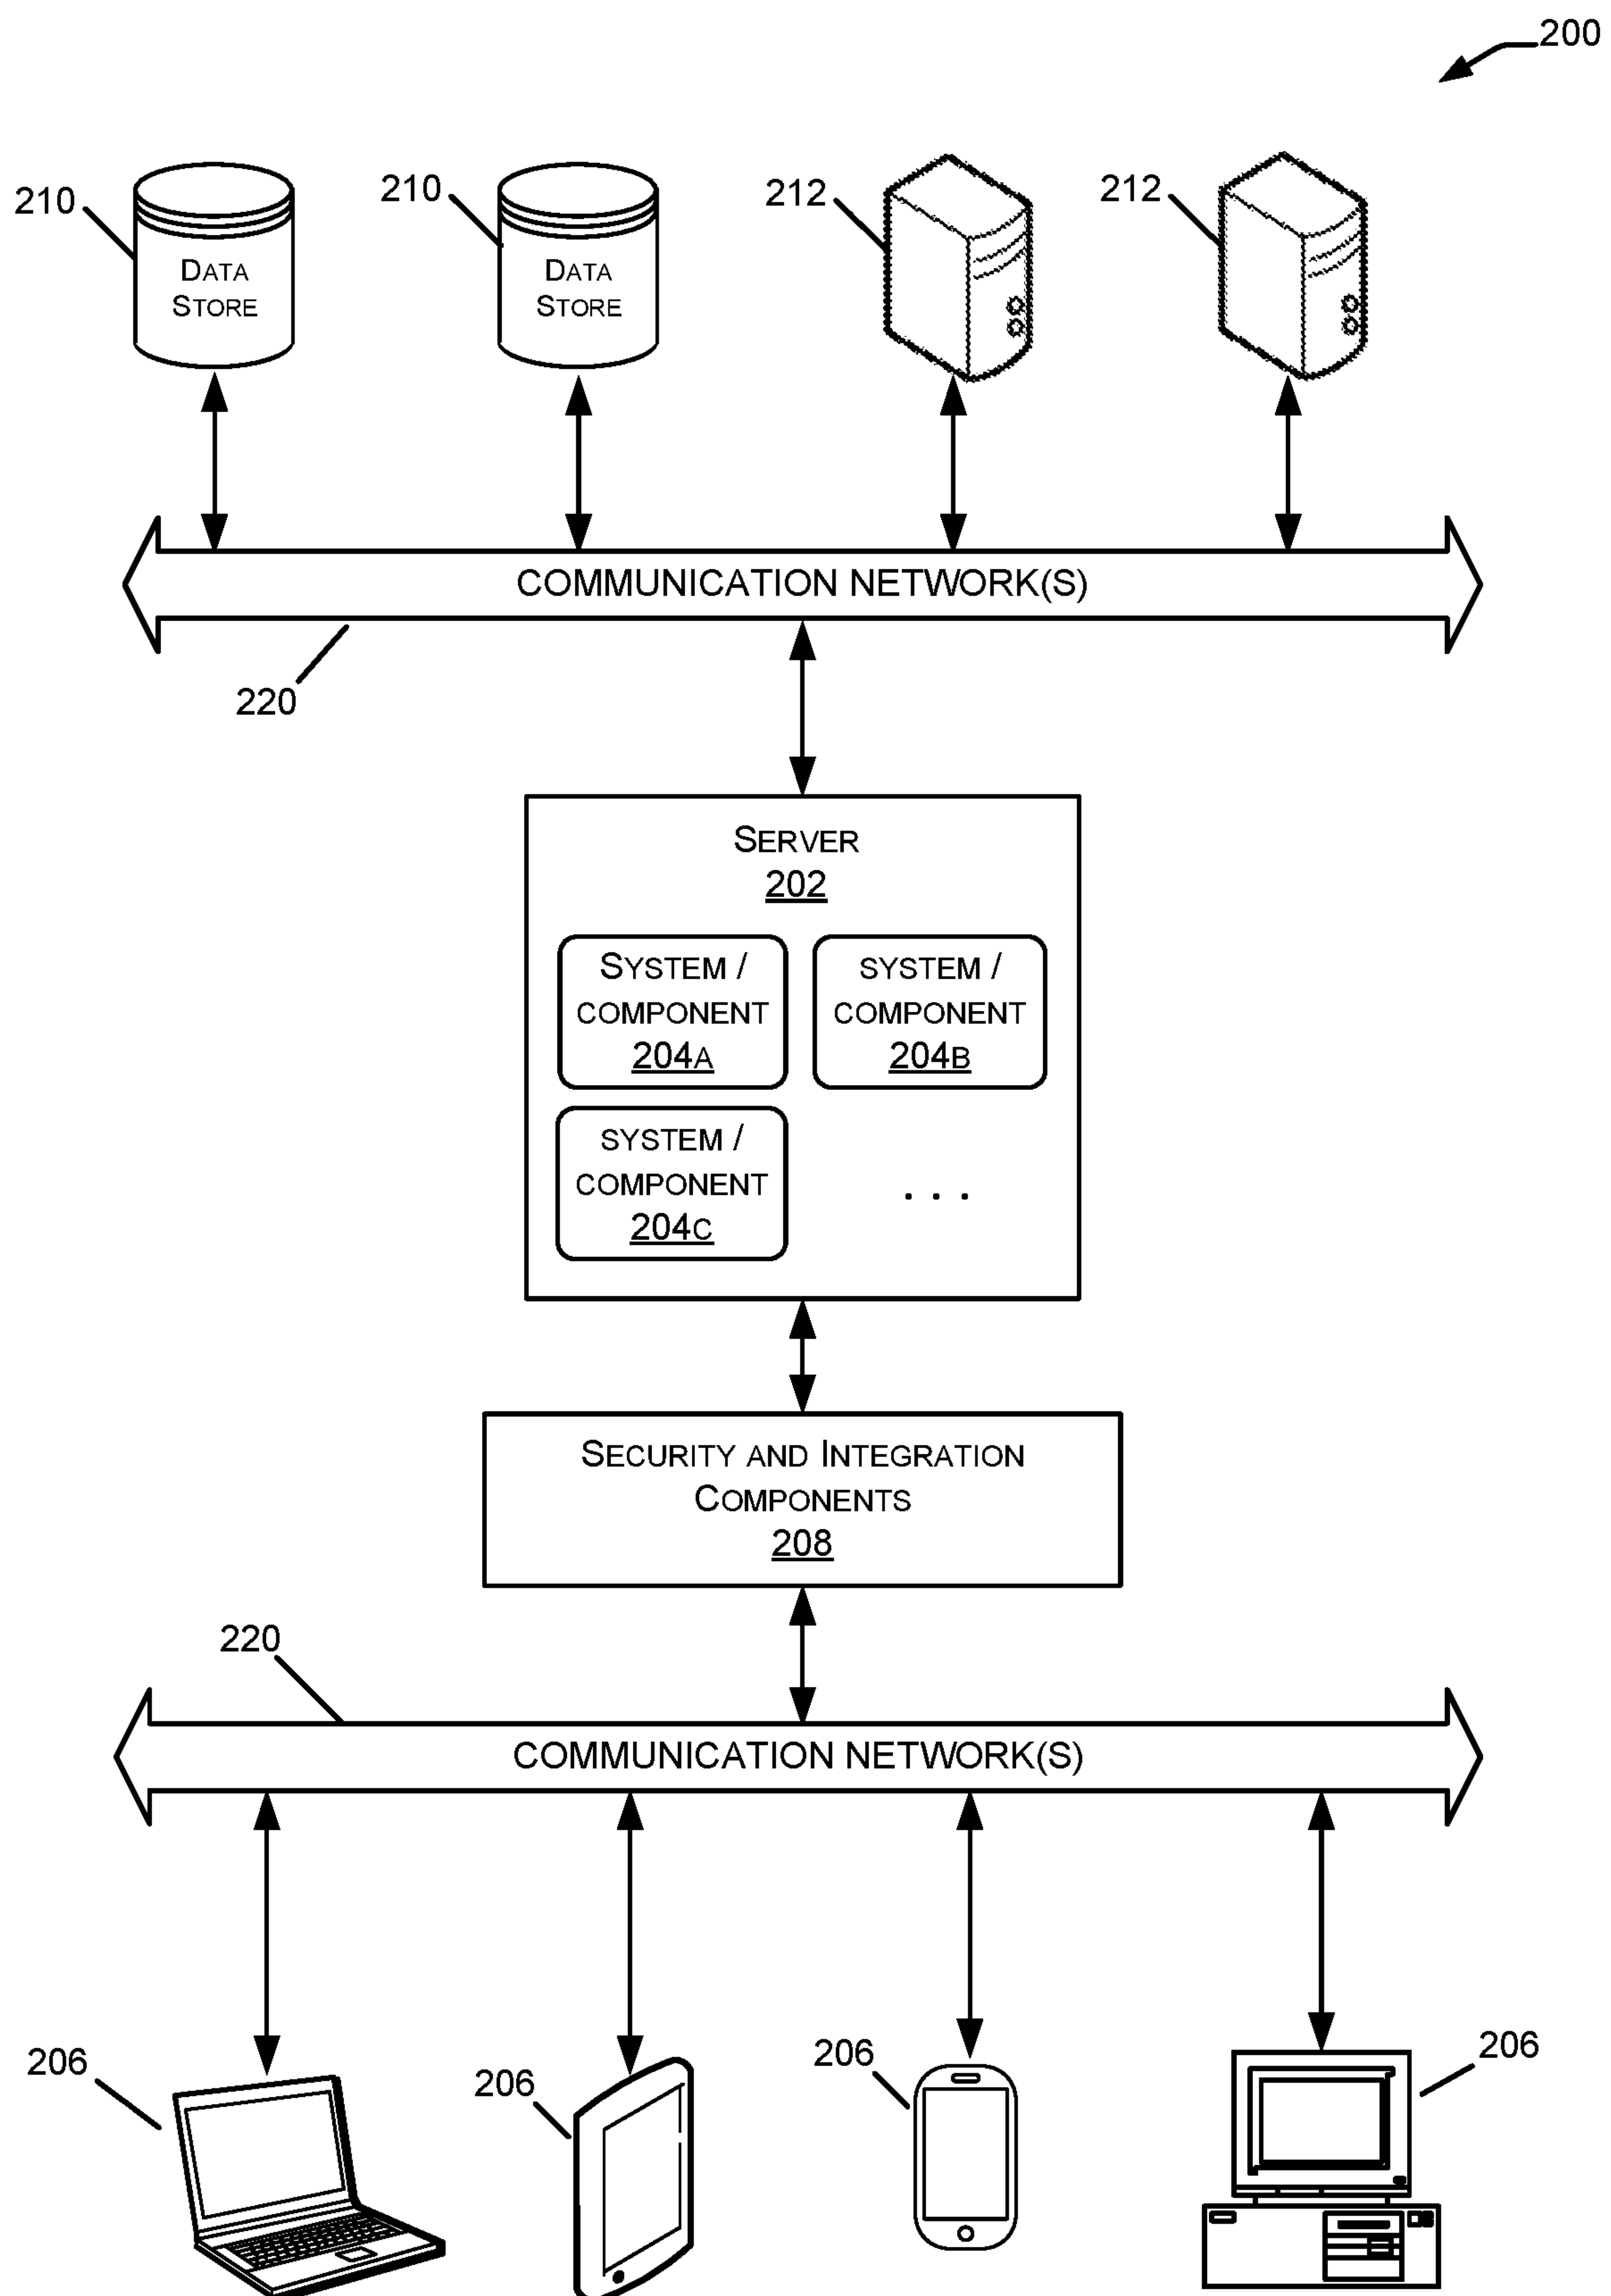 200
210
210
212
212
DATA
STORE
DATA
STORE
COMMUNICATION NETWORK(S)
220
SERVER
202
SYSTEM /
COMPONENT
204A
SYSTEM /
COMPONENT
204B
SYSTEM /
COMPONENT
204C
. . .
SECURITY AND INTEGRATION
COMPONENTS
208
220
COMMUNICATION NETWORK(S)
206
206
206
206